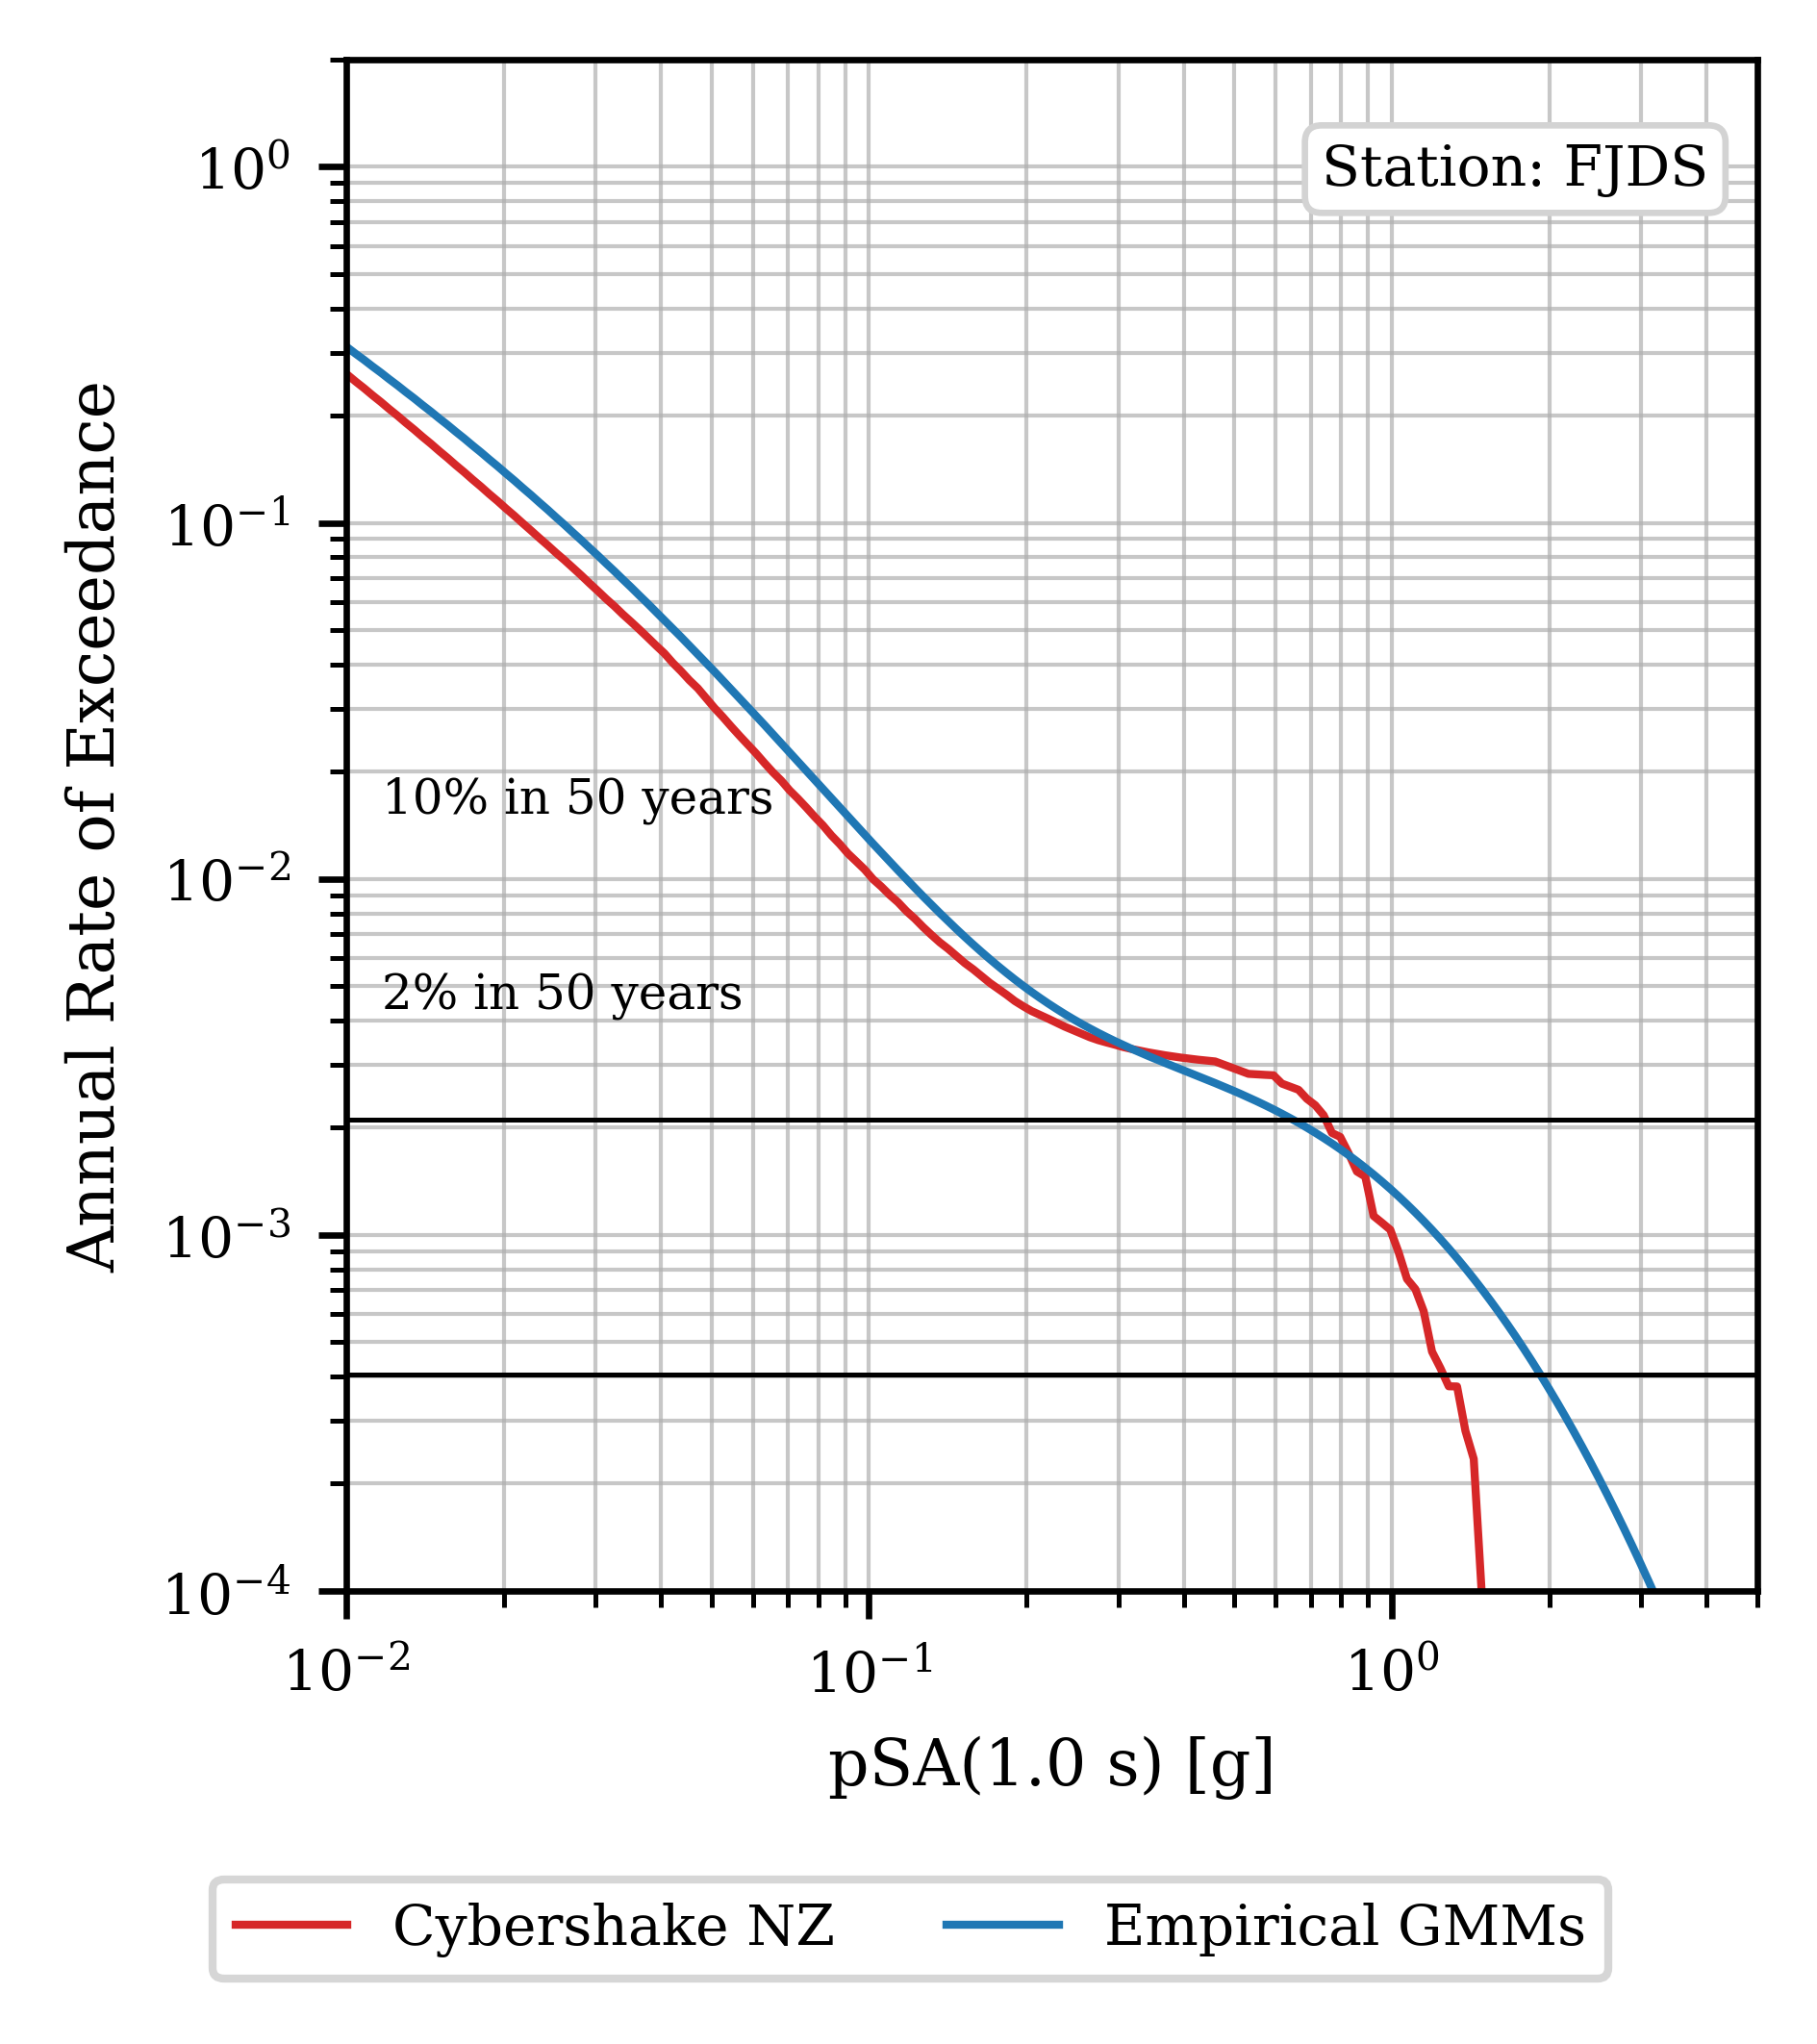 Station: FJDS
10⁰
10⁻¹
10⁻²
10⁻³
10⁻⁴
Annual Rate of Exceedance
10% in 50 years
2% in 50 years
10⁻²
10⁻¹
10⁰
pSA(1.0 s) [g]
Cybershake NZ
Empirical GMMs